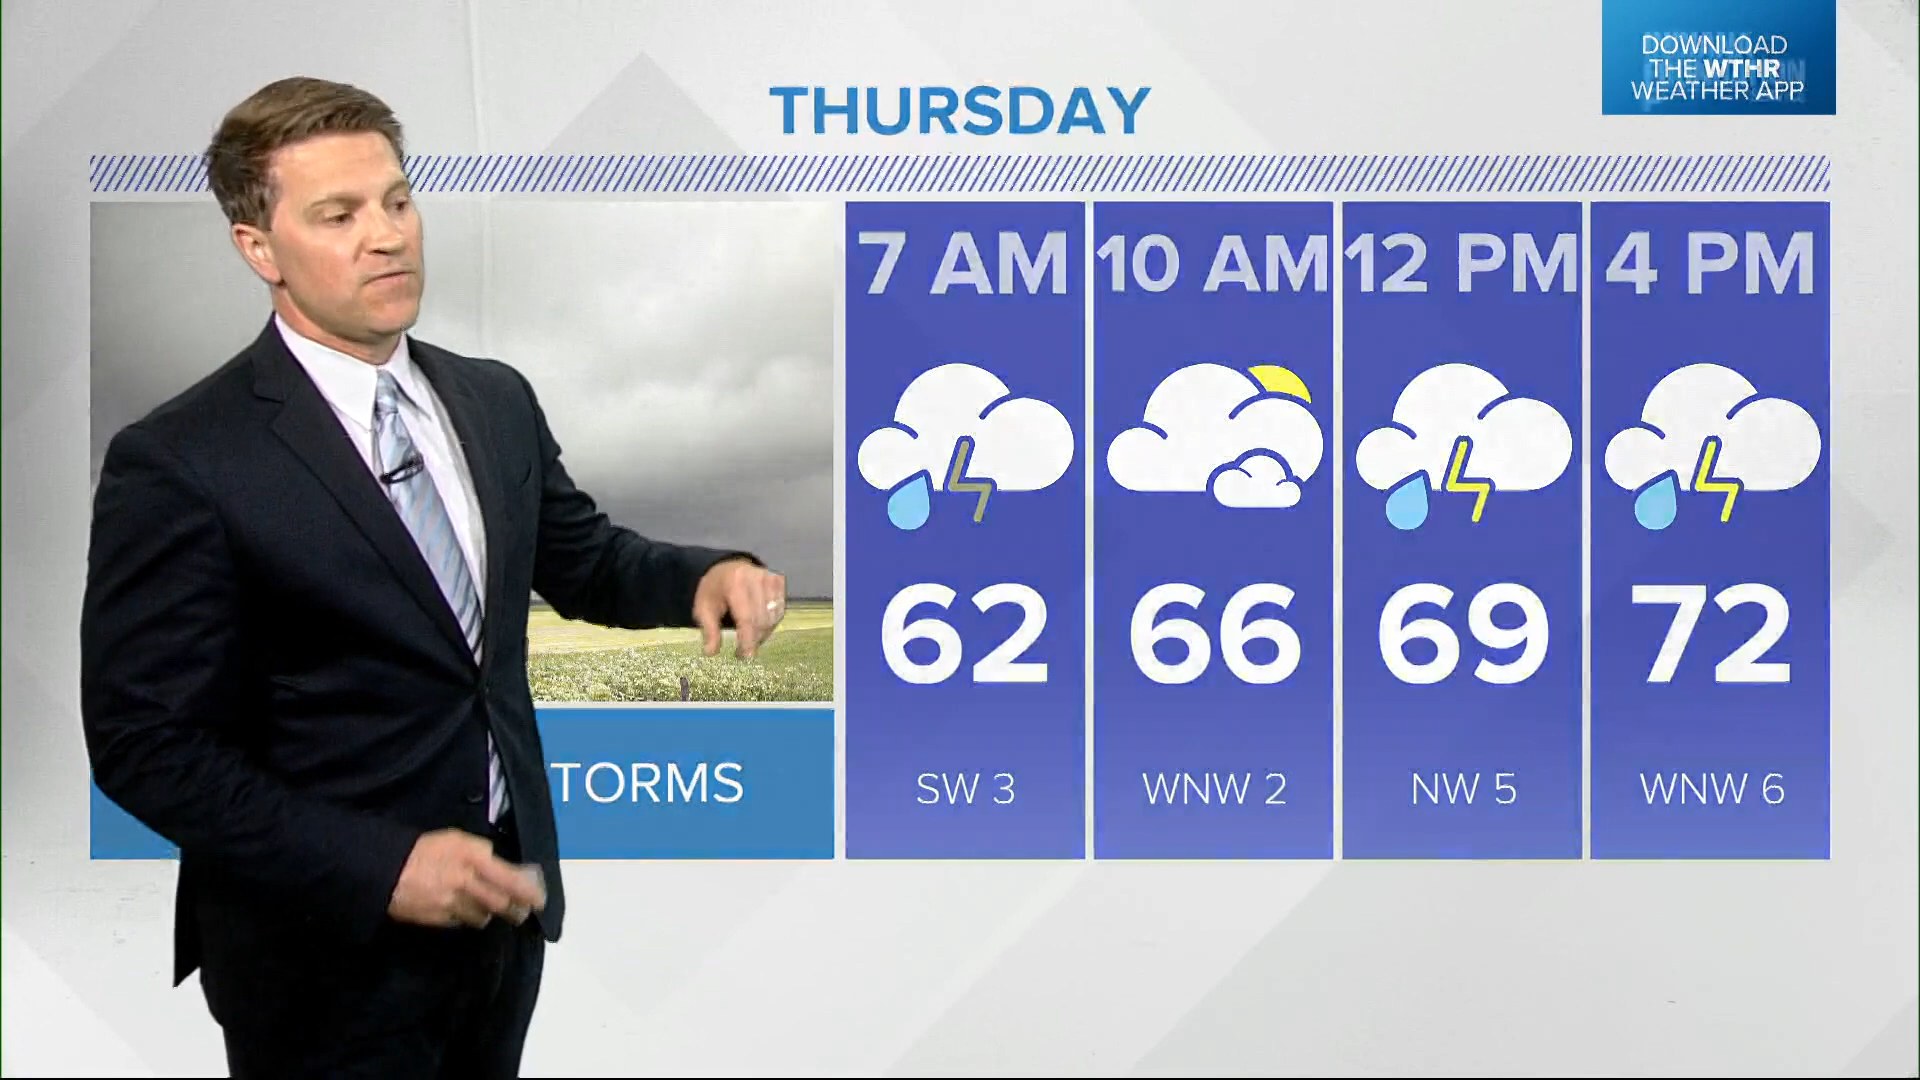 DOWNLOAD
THE WTHR
WEATHER APP
THURSDAY
7 AM 10 AM 12 PM 4 PM
62 66 69 72
SW 3 WNW 2 NW 5 WNW 6
TORMS